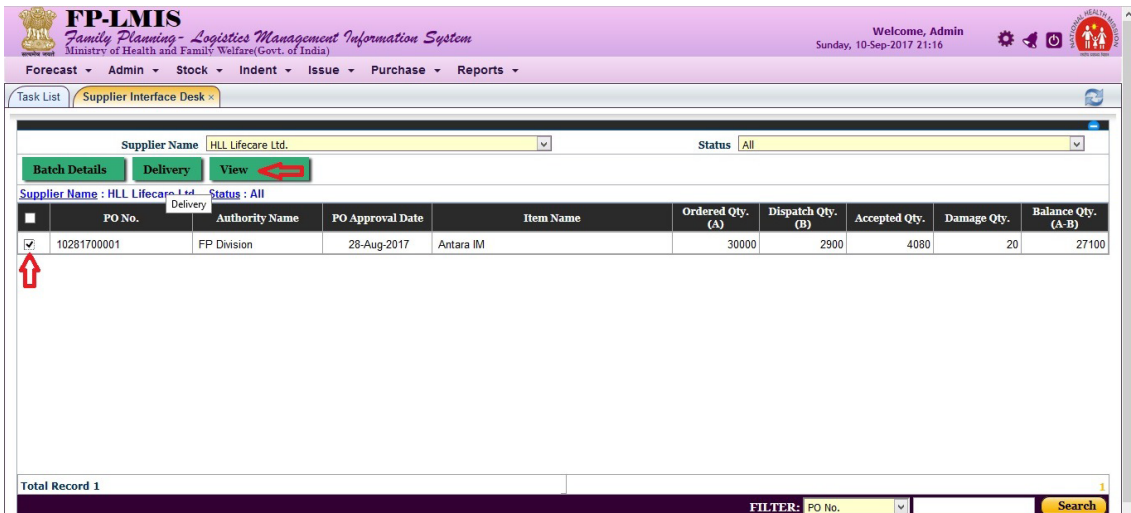 FP-LMIS
Family Planning - Logistics Management Information System
Ministry of Health and Family Welfare(Govt. of India)
Welcome, Admin
Sunday, 10-Sep-2017 21:16
NATIONAL HEALTH MISSION
Forecast Admin Stock Indent Issue Purchase Reports
Task List Supplier Interface Desk ×
Supplier Name HLL Lifecare Ltd. Status All
Batch Details Delivery View
Supplier Name : HLL Lifecare Ltd. Status : All
Delivery
PO No. Authority Name PO Approval Date Item Name Ordered Qty. (A) Dispatch Qty. (B) Accepted Qty. Damage Qty. Balance Qty. (A-B)
10281700001 FP Division 28-Aug-2017 Antara IM 30000 2900 4080 20 27100
Total Record 1 1
FILTER: PO No. Search